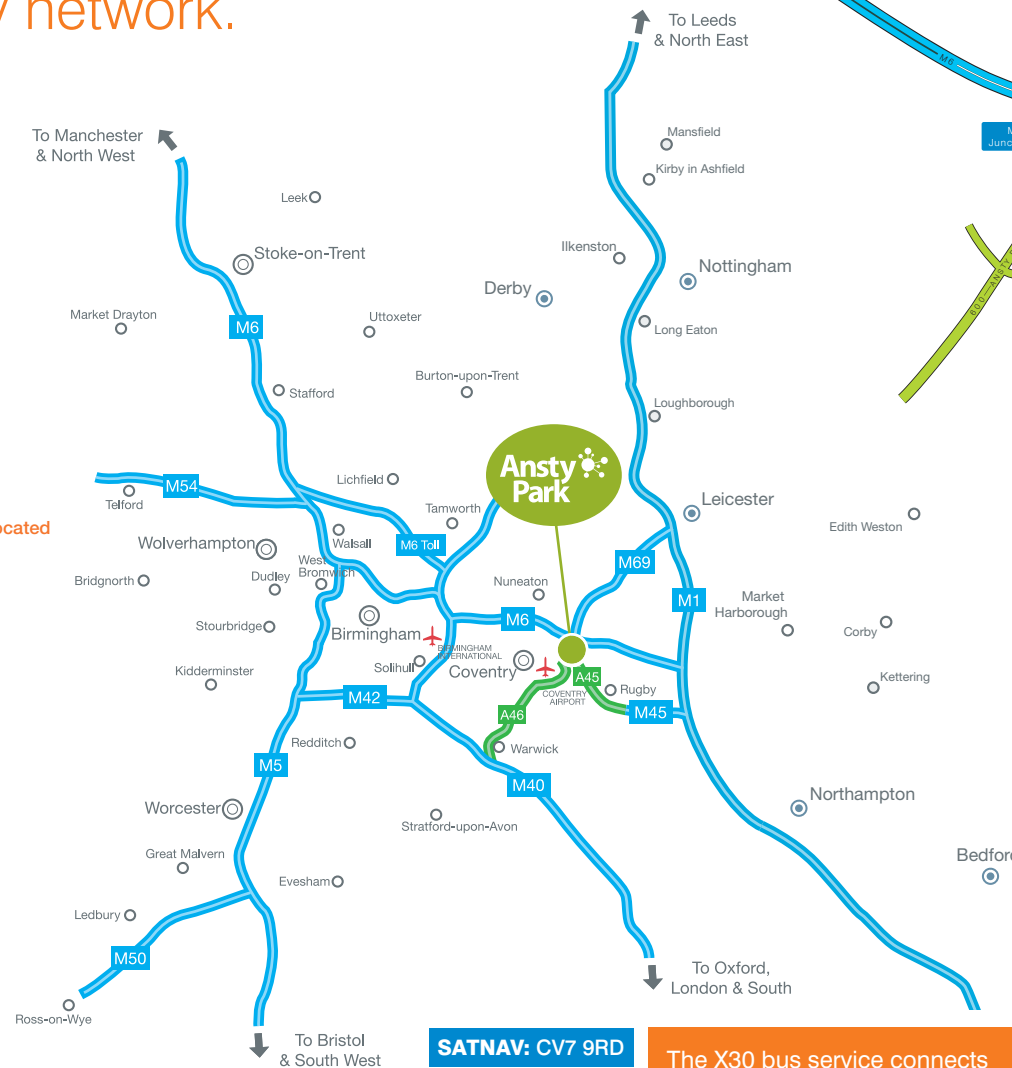 network.
To Leeds
& North East
M6
To Manchester
& North West
Mansfield
Kirby in Ashfield
Leek
Ilkenston
Stoke-on-Trent
Nottingham
Derby
Market Drayton
M6
Uttoxeter
Long Eaton
Burton-upon-Trent
Stafford
Loughborough
Ansty
Park
Lichfield
M54
Telford
Tamworth
Leicester
Edith Weston
Wolverhampton
Walsall
M6 Toll
West
Bromwich
M69
Bridgnorth
Dudley
Nuneaton
M1
Market
Harborough
Stourbridge
Birmingham
M6
Corby
BIRMINGHAM
INTERNATIONAL
Solihull
Coventry
Kidderminster
A45
Rugby
Kettering
COVENTRY
AIRPORT
M42
A46
M45
Redditch
Warwick
M5
M40
Northampton
Worcester
Stratford-upon-Avon
Great Malvern
Evesham
Ledbury
M50
To Oxford,
London & South
Ross-on-Wye
To Bristol
& South West
SATNAV: CV7 9RD
The X30 bus service connects